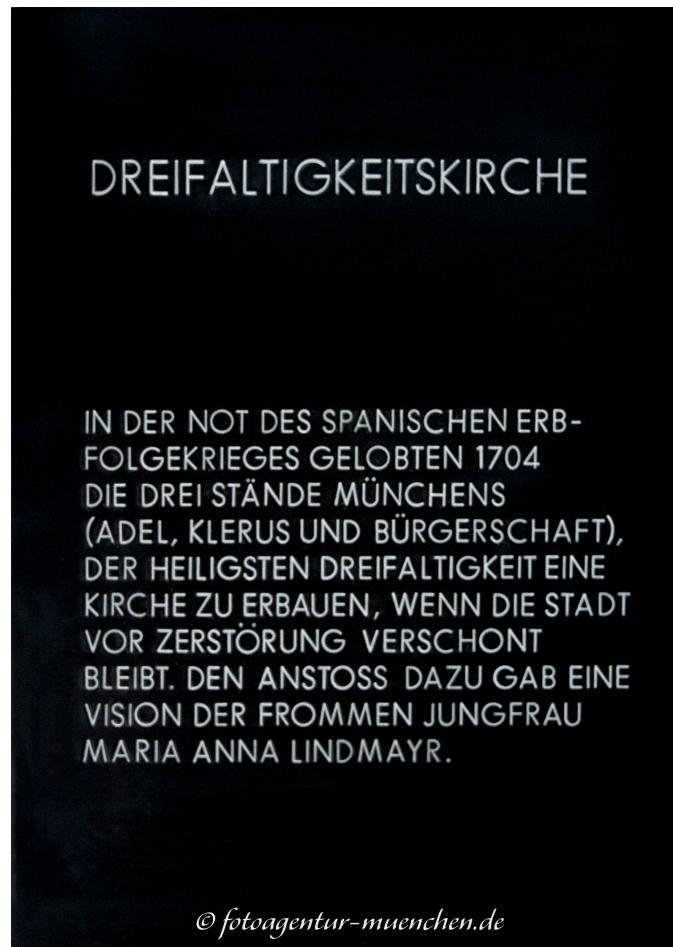 DREIFALTIGKEITSKIRCHE
IN DER NOT DES SPANISCHEN ERB-
FOLGEKRIEGES GELOBTEN 1704
DIE DREI STÄNDE MÜNCHENS
(ADEL, KLERUS UND BÜRGERSCHAFT),
DER HEILIGSTEN DREIFALTIGKEIT EINE
KIRCHE ZU ERBAUEN, WENN DIE STADT
VOR ZERSTÖRUNG VERSCHONT
BLEIBT. DEN ANSTOSS DAZU GAB EINE
VISION DER FROMMEN JUNGFRAU
MARIA ANNA LINDMAYR.
© fotoagentur-muenchen.de